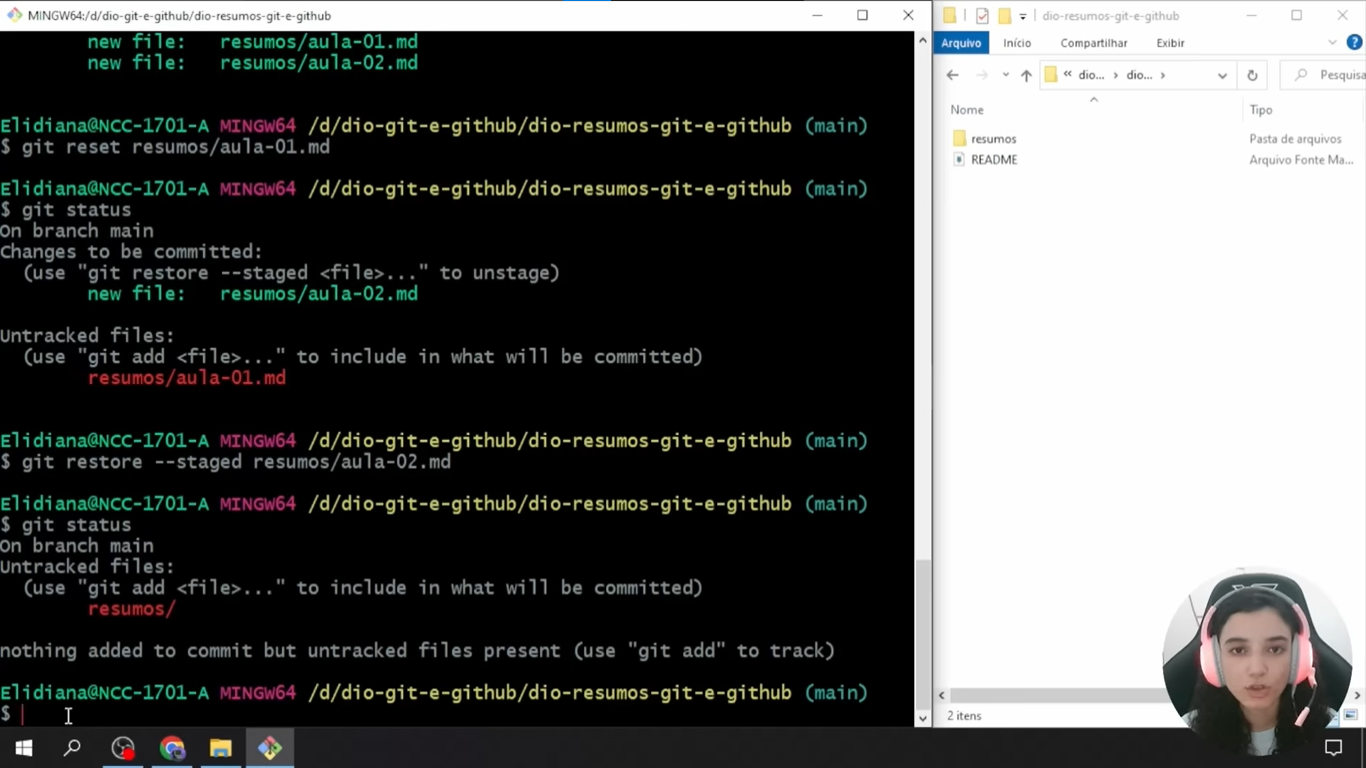 MINGW64:/d/dio-git-e-github/dio-resumos-git-e-github
new file:   resumos/aula-01.md
new file:   resumos/aula-02.md
Elidiana@NCC-1701-A MINGW64 /d/dio-git-e-github/dio-resumos-git-e-github (main)
$ git reset resumos/aula-01.md
Elidiana@NCC-1701-A MINGW64 /d/dio-git-e-github/dio-resumos-git-e-github (main)
$ git status
On branch main
Changes to be committed:
  (use "git restore --staged <file>..." to unstage)
new file:   resumos/aula-02.md
Untracked files:
  (use "git add <file>..." to include in what will be committed)
resumos/aula-01.md
Elidiana@NCC-1701-A MINGW64 /d/dio-git-e-github/dio-resumos-git-e-github (main)
$ git restore --staged resumos/aula-02.md
Elidiana@NCC-1701-A MINGW64 /d/dio-git-e-github/dio-resumos-git-e-github (main)
$ git status
On branch main
Untracked files:
  (use "git add <file>..." to include in what will be committed)
resumos/
nothing added to commit but untracked files present (use "git add" to track)
Elidiana@NCC-1701-A MINGW64 /d/dio-git-e-github/dio-resumos-git-e-github (main)
$
dio-resumos-git-e-github
Arquivo Início Compartilhar Exibir
« dio... › dio... › Pesquisa
Nome Tipo
resumos Pasta de arquivos
README Arquivo Fonte Ma...
2 itens